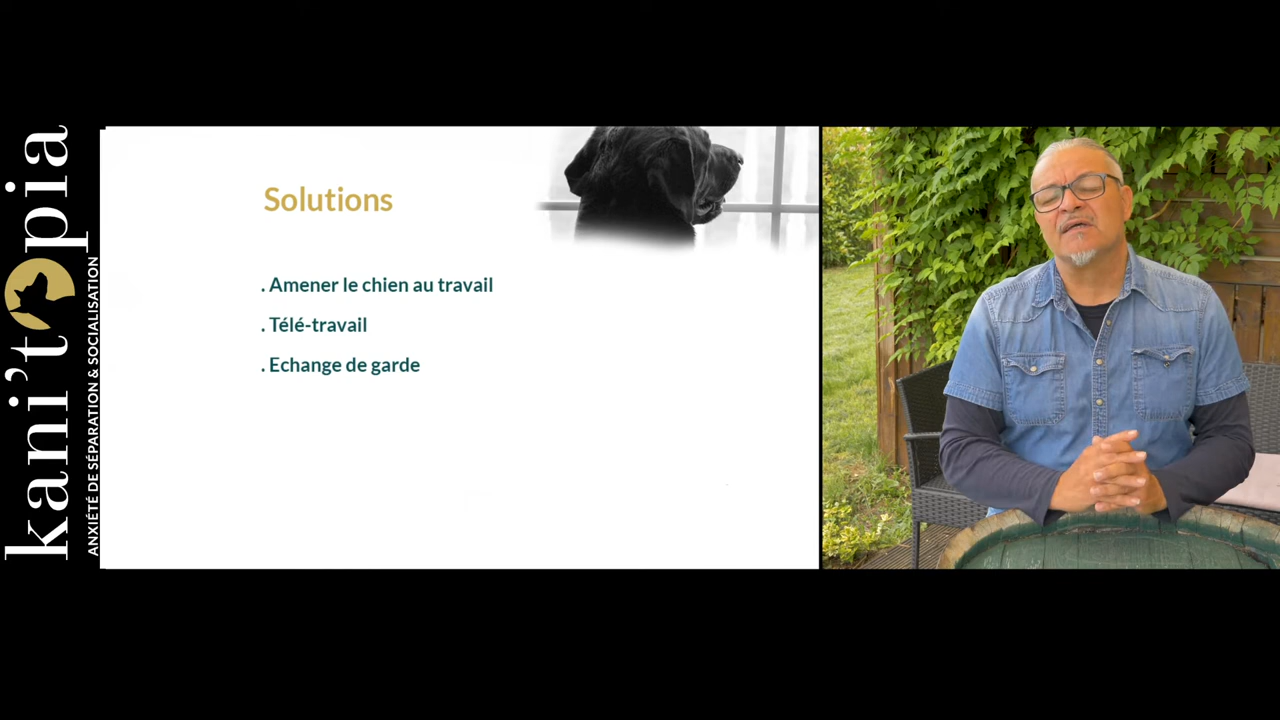 kani't pia
ANXIÉTÉ DE SÉPARATION & SOCIALISATION
Solutions
. Amener le chien au travail
. Télé-travail
. Echange de garde